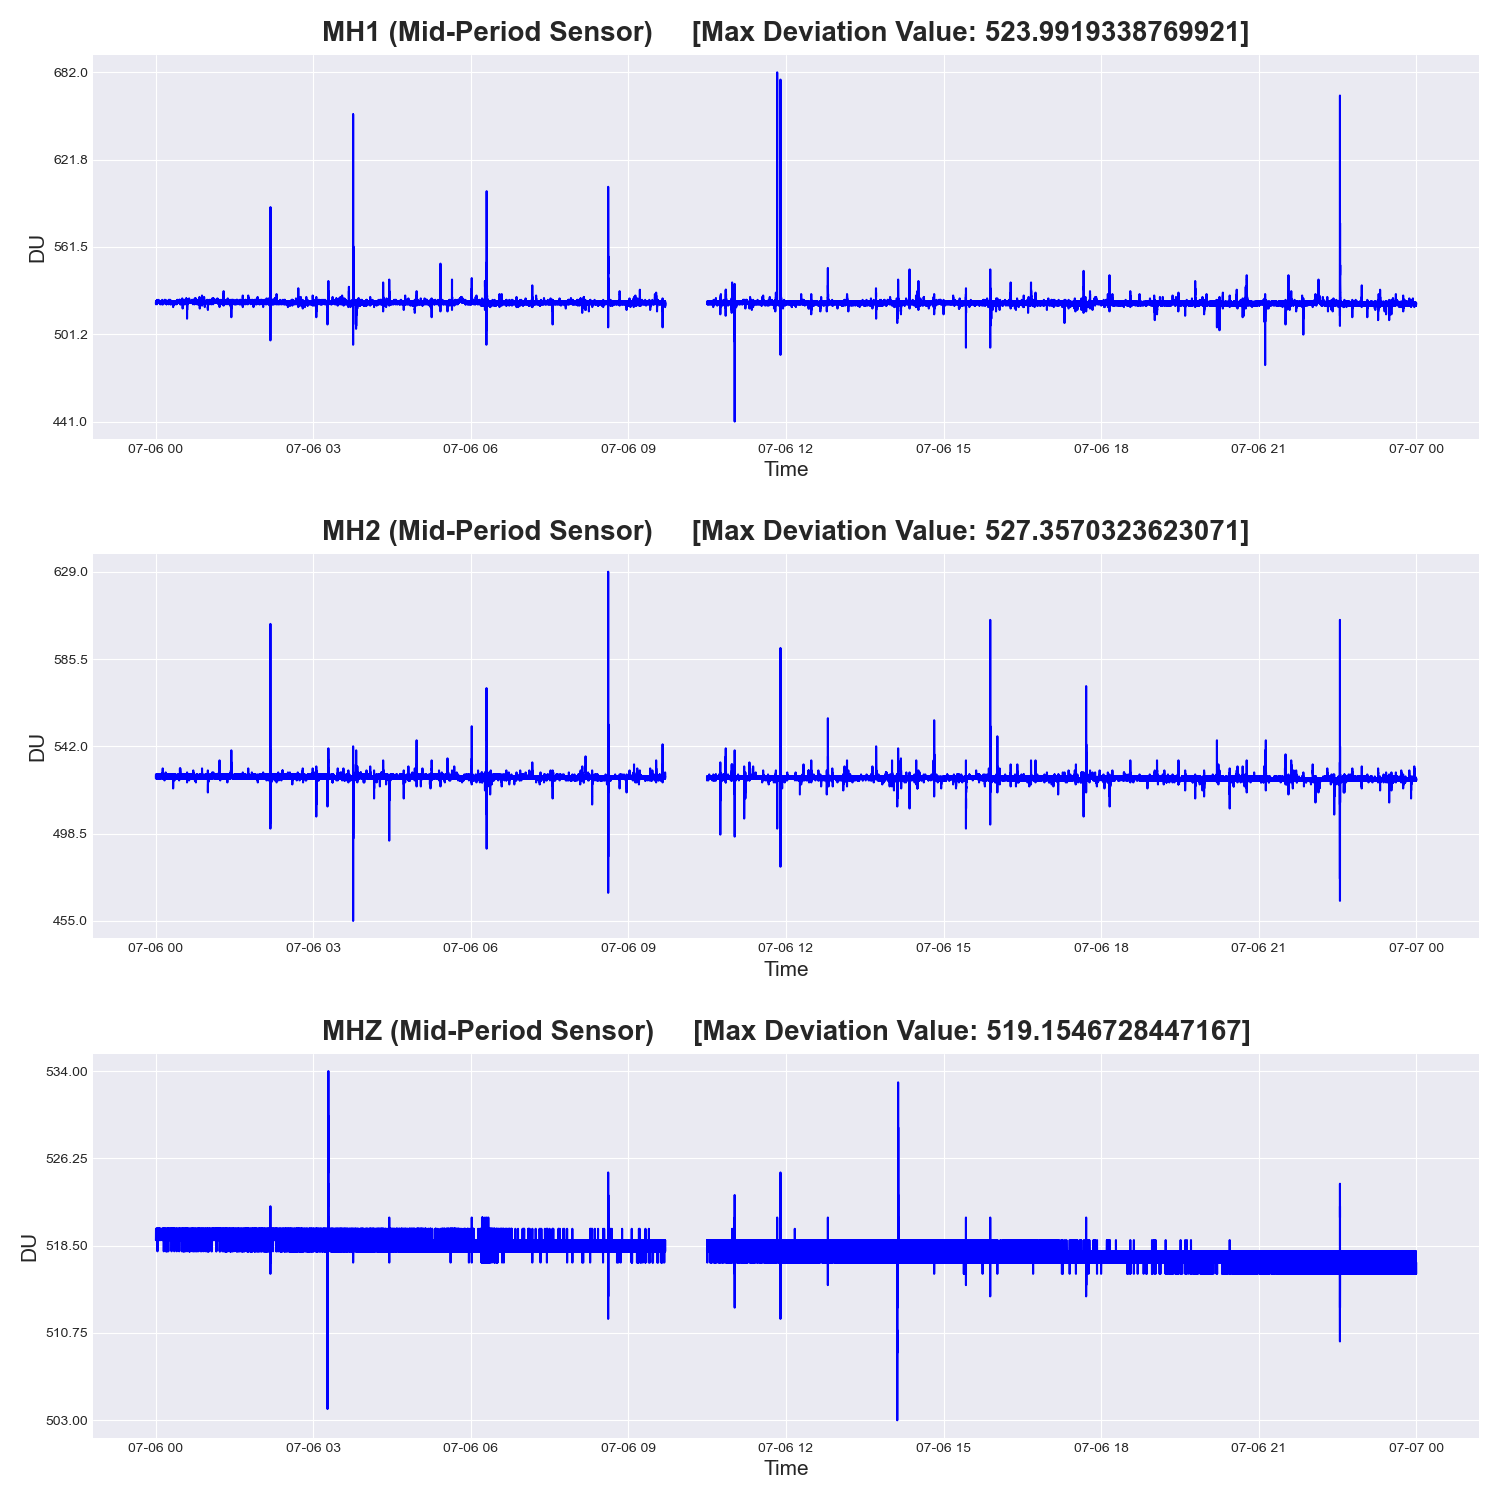 MH1 (Mid-Period Sensor) [Max Deviation Value: 523.9919338769921]
682.0
621.8
561.5
501.2
441.0
DU
07-06 00 07-06 03 07-06 06 07-06 09 07-06 12 07-06 15 07-06 18 07-06 21 07-07 00
Time
MH2 (Mid-Period Sensor) [Max Deviation Value: 527.3570323623071]
629.0
585.5
542.0
498.5
455.0
DU
07-06 00 07-06 03 07-06 06 07-06 09 07-06 12 07-06 15 07-06 18 07-06 21 07-07 00
Time
MHZ (Mid-Period Sensor) [Max Deviation Value: 519.1546728447167]
534.00
526.25
518.50
510.75
503.00
DU
07-06 00 07-06 03 07-06 06 07-06 09 07-06 12 07-06 15 07-06 18 07-06 21 07-07 00
Time